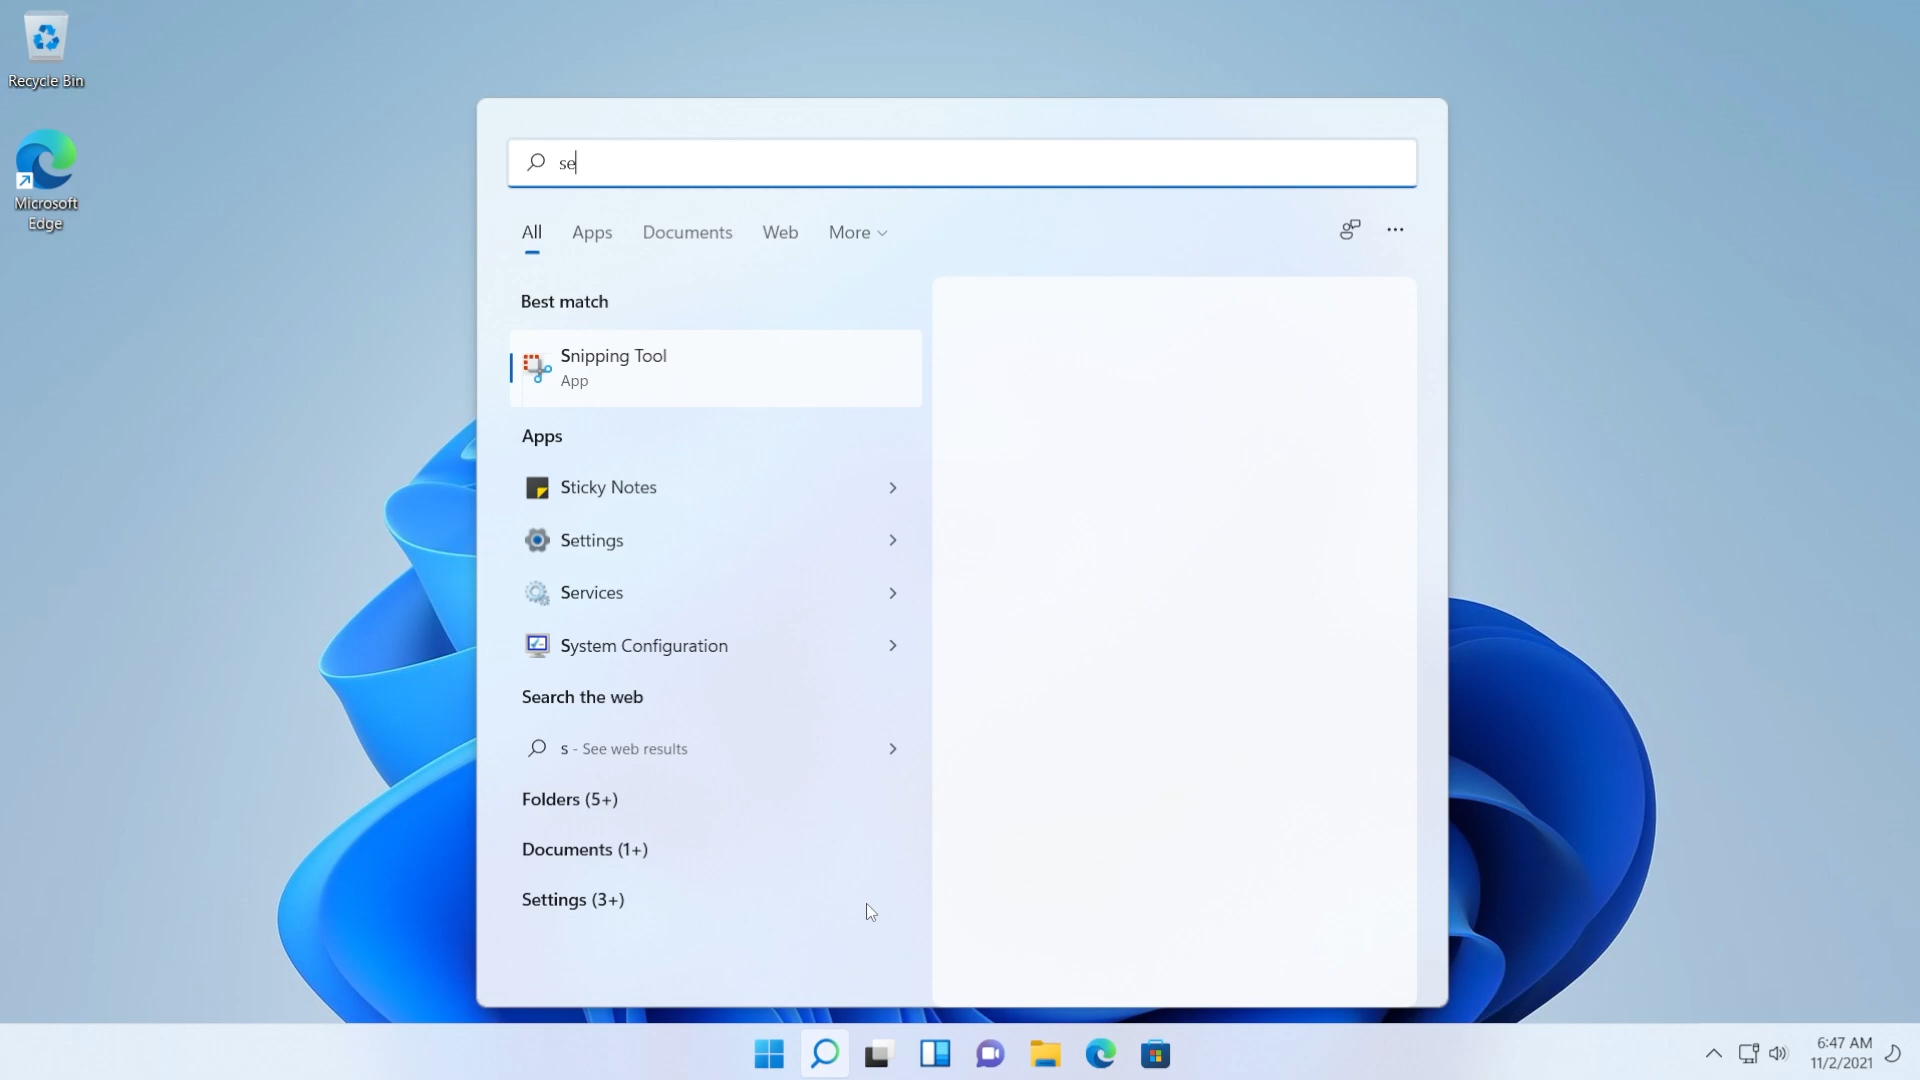 Recycle Bin
Microsoft
Edge
se
All Apps Documents Web More
Best match
Snipping Tool
App
Apps
Sticky Notes
Settings
Services
System Configuration
Search the web
s - See web results
Folders (5+)
Documents (1+)
Settings (3+)
6:47 AM
11/2/2021